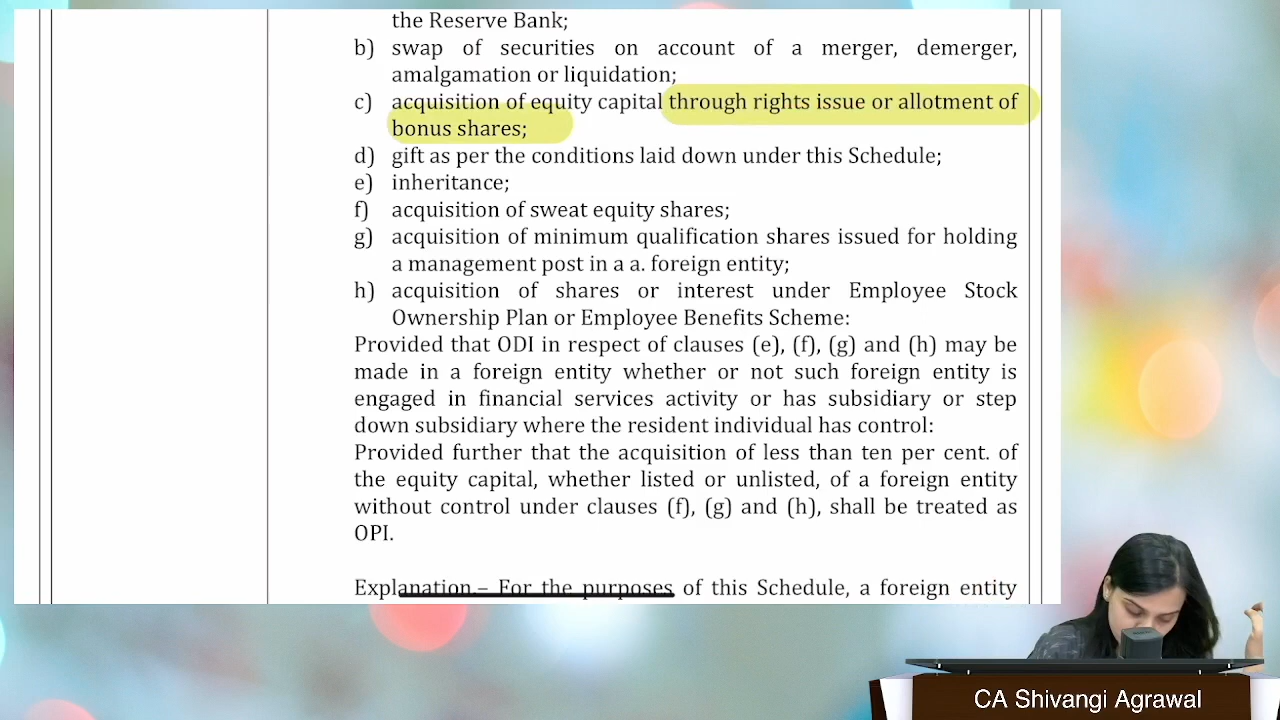 the Reserve Bank;
b) swap of securities on account of a merger, demerger,
amalgamation or liquidation;
c) acquisition of equity capital through rights issue or allotment of
bonus shares;
d) gift as per the conditions laid down under this Schedule;
e) inheritance;
f) acquisition of sweat equity shares;
g) acquisition of minimum qualification shares issued for holding
a management post in a a. foreign entity;
h) acquisition of shares or interest under Employee Stock
Ownership Plan or Employee Benefits Scheme:
Provided that ODI in respect of clauses (e), (f), (g) and (h) may be
made in a foreign entity whether or not such foreign entity is
engaged in financial services activity or has subsidiary or step
down subsidiary where the resident individual has control:
Provided further that the acquisition of less than ten per cent. of
the equity capital, whether listed or unlisted, of a foreign entity
without control under clauses (f), (g) and (h), shall be treated as
OPI.
Explanation.– For the purposes of this Schedule, a foreign entity
CA Shivangi Agrawal